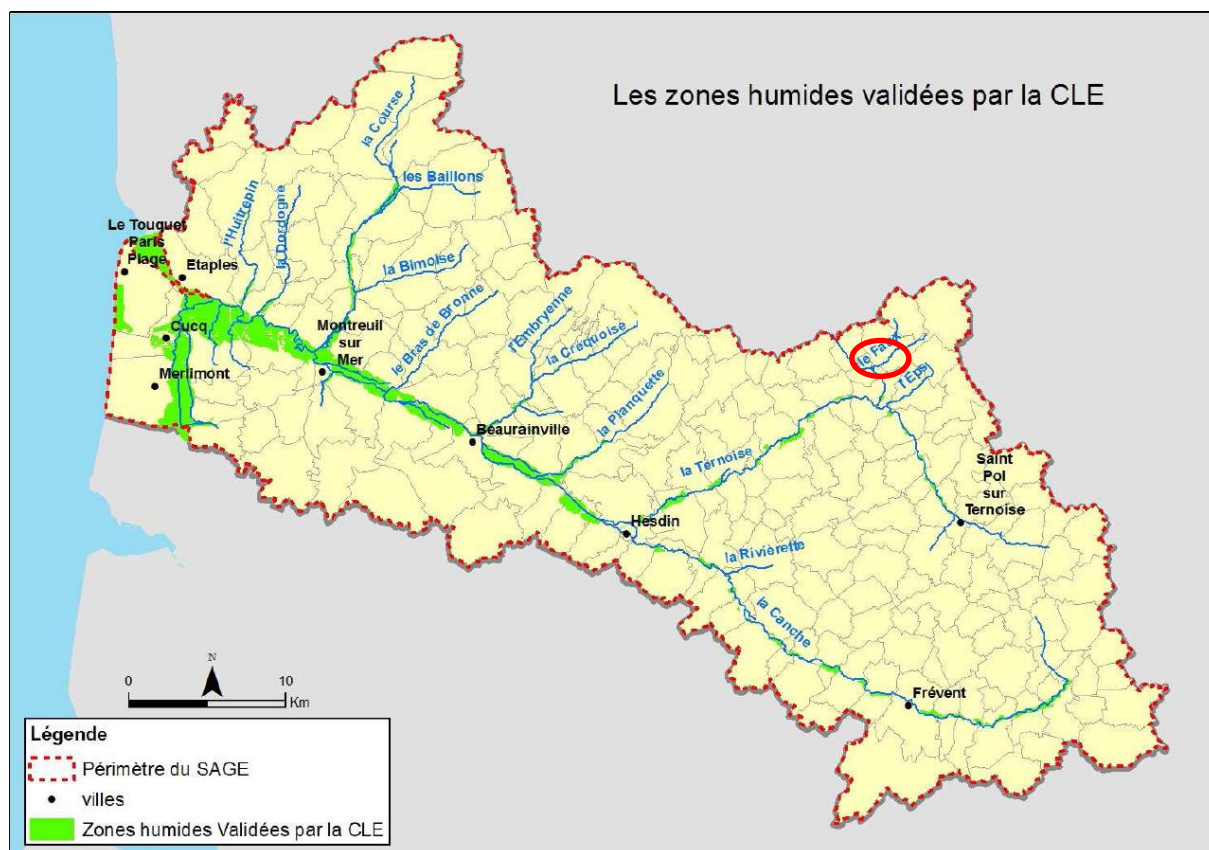 Les zones humides validées par la CLE
la Course
les Baillons
l'Huitrepin
la Dordogne
Le Touquet
Paris
Plage
Etaples
la Bimoise
le Bras de Bronne
l'Embryenne
la Créquoise
la Planquette
Cucq
Montreuil
sur
Mer
Merlimont
Beaurainville
le Faux
l'Eps
la Ternoise
Saint
Pol
sur
Ternoise
Hesdin
la Rivièrette
la Canche
Frévent
N
0 10
Km
Légende
Périmètre du SAGE
villes
Zones humides Validées par la CLE